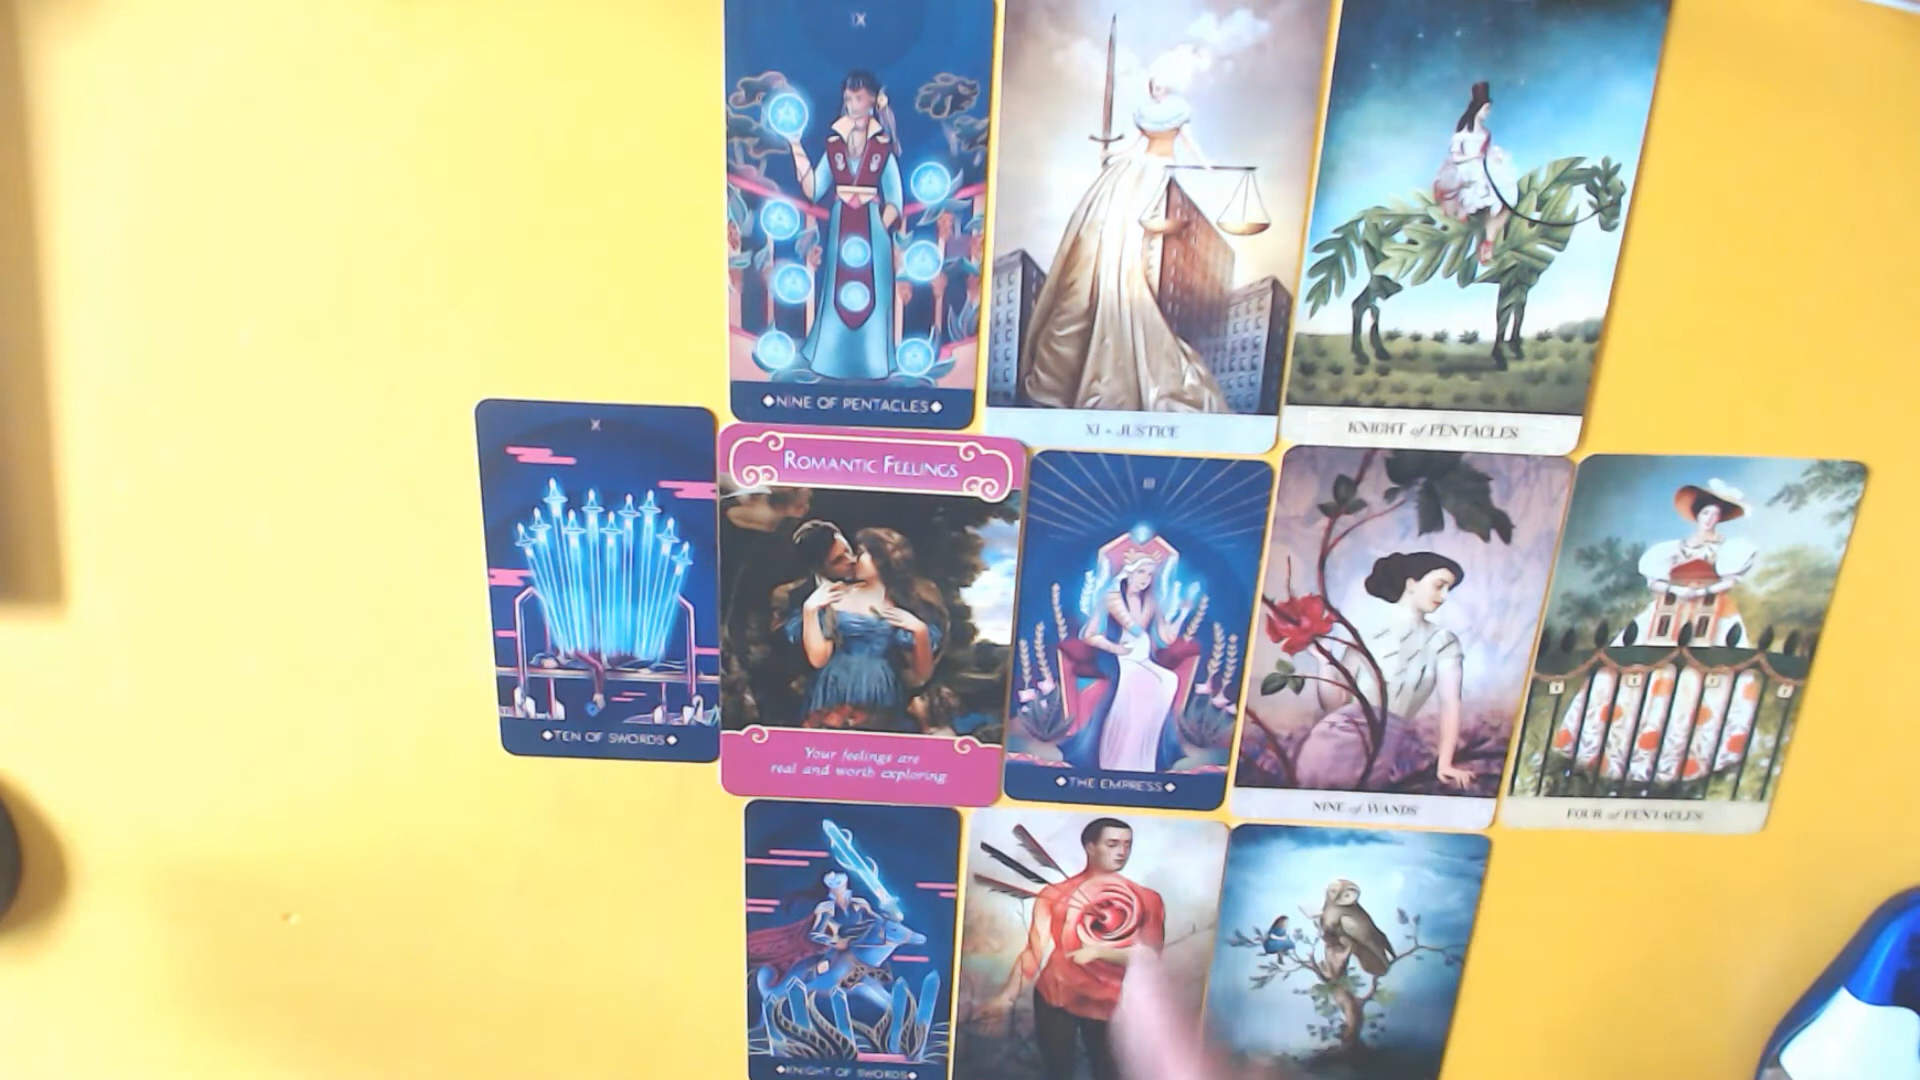 IX
◆NINE OF PENTACLES◆
XI • JUSTICE
KNIGHT of PENTACLES
X
◆TEN OF SWORDS◆
ROMANTIC FEELINGS
Your feelings are
real and worth exploring
III
◆THE EMPRESS◆
NINE of WANDS
FOUR of PENTACLES
◆KNIGHT OF SWORDS◆